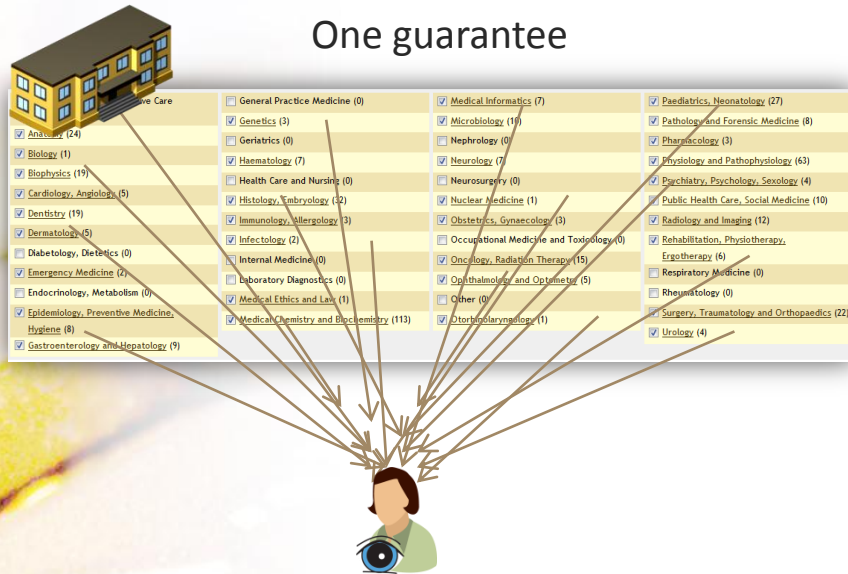 One guarantee
ve Care
Anatomy (24)
Biology (1)
Biophysics (19)
Cardiology, Angiology (5)
Dentistry (19)
Dermatology (5)
Diabetology, Dietetics (0)
Emergency Medicine (2)
Endocrinology, Metabolism (0)
Epidemiology, Preventive Medicine,
Hygiene (8)
Gastroenterology and Hepatology (9)
General Practice Medicine (0)
Genetics (3)
Geriatrics (0)
Haematology (7)
Health Care and Nursing (0)
Histology, Embryology (32)
Immunology, Allergology (3)
Infectology (2)
Internal Medicine (0)
Laboratory Diagnostics (0)
Medical Ethics and Law (1)
Medical Chemistry and Biochemistry (113)
Medical Informatics (7)
Microbiology (10)
Nephrology (0)
Neurology (7)
Neurosurgery (0)
Nuclear Medicine (1)
Obstetrics, Gynaecology (3)
Occupational Medicine and Toxicology (0)
Oncology, Radiation Therapy (15)
Ophthalmology and Optometry (5)
Other (0)
Otorhinolaryngology (1)
Paediatrics, Neonatology (27)
Pathology and Forensic Medicine (8)
Pharmacology (3)
Physiology and Pathophysiology (63)
Psychiatry, Psychology, Sexology (4)
Public Health Care, Social Medicine (10)
Radiology and Imaging (12)
Rehabilitation, Physiotherapy,
Ergotherapy (6)
Respiratory Medicine (0)
Rheumatology (0)
Surgery, Traumatology and Orthopaedics (22)
Urology (4)